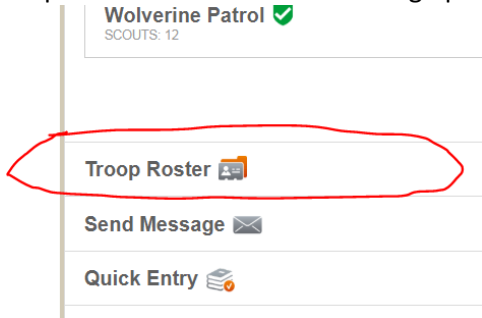 Wolverine Patrol
SCOUTS: 12
Troop Roster
Send Message
Quick Entry